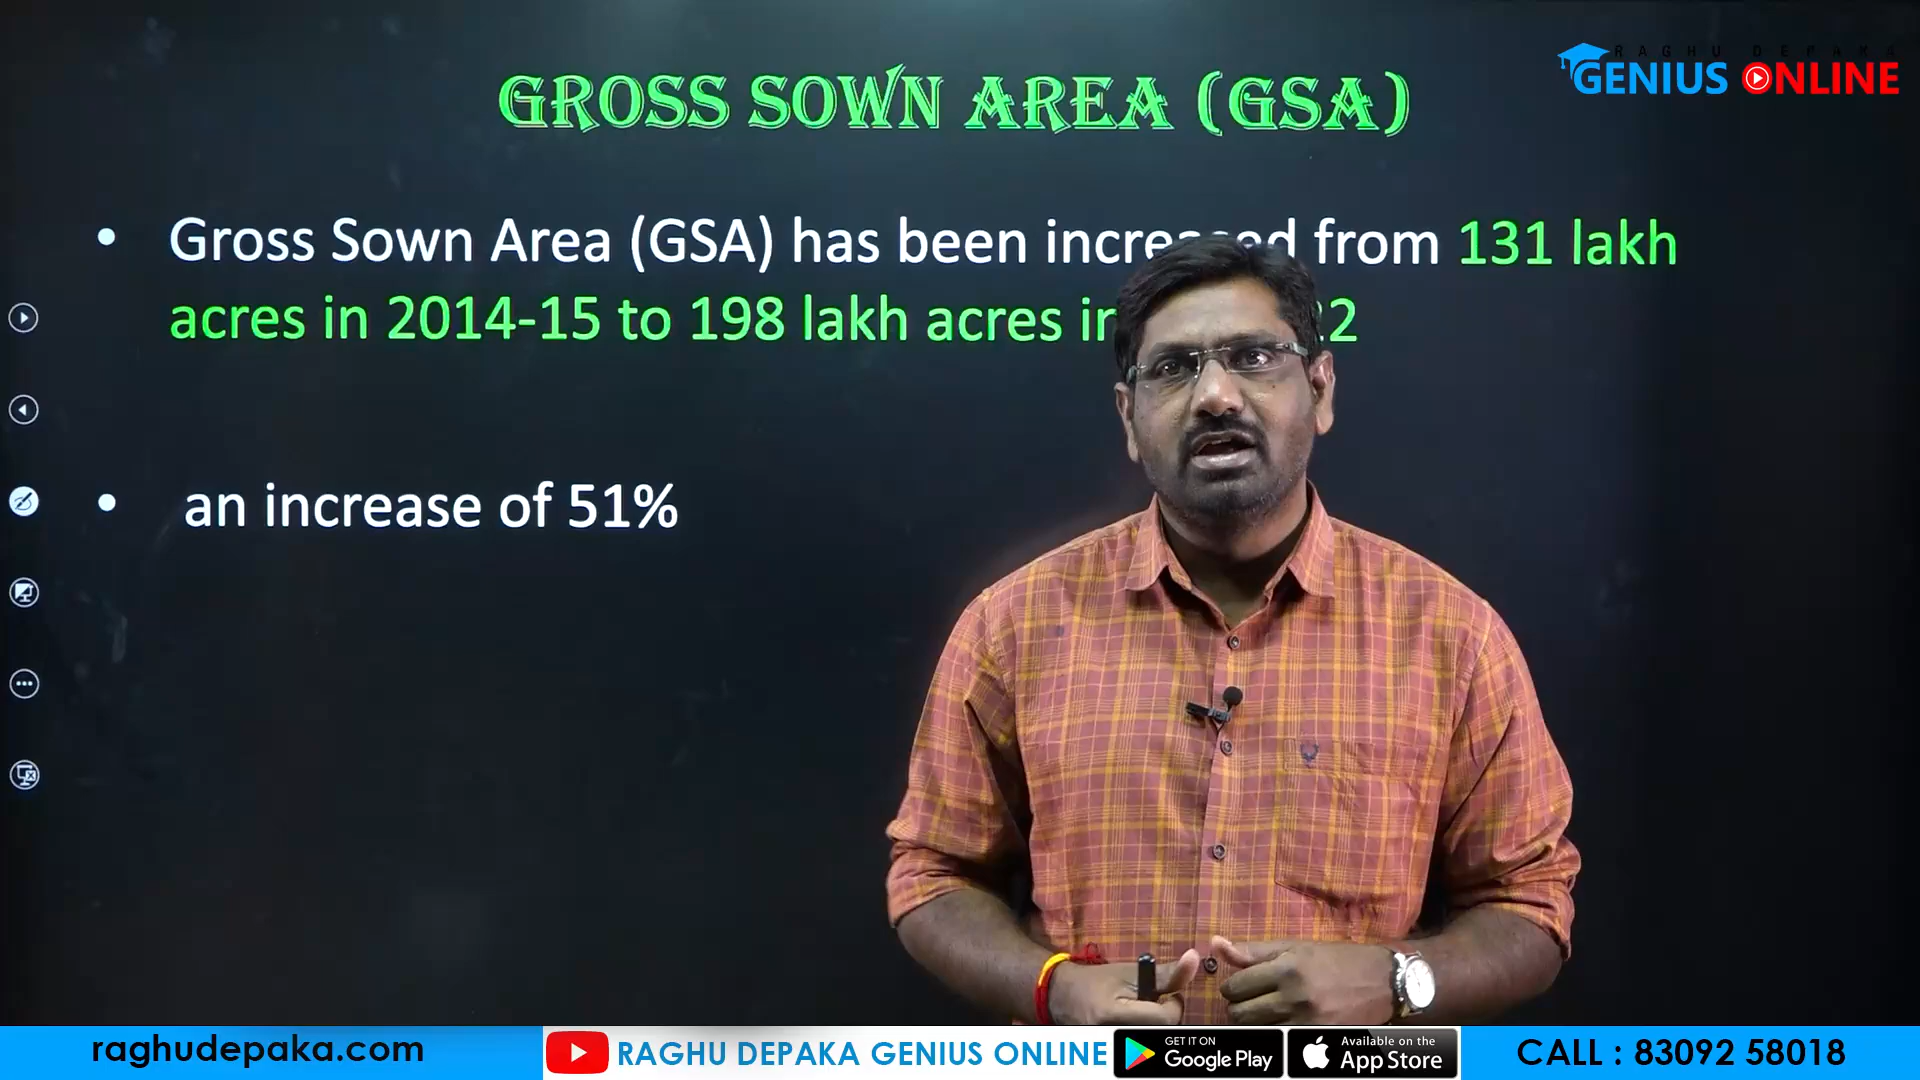 RAGHU DEPAKA
GENIUS ONLINE
GROSS SOWN AREA (GSA)
• Gross Sown Area (GSA) has been increased from 131 lakh
acres in 2014-15 to 198 lakh acres in
• an increase of 51%
raghudepaka.com
RAGHU DEPAKA GENIUS ONLINE
GET IT ON
Google Play
Available on the
App Store
CALL : 83092 58018